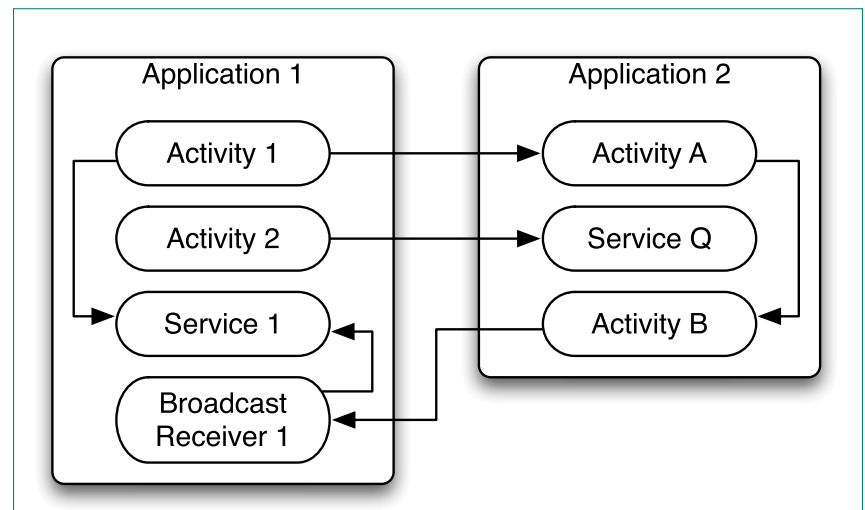 Application 1
Activity 1
Activity 2
Service 1
Broadcast
Receiver 1
Application 2
Activity A
Service Q
Activity B